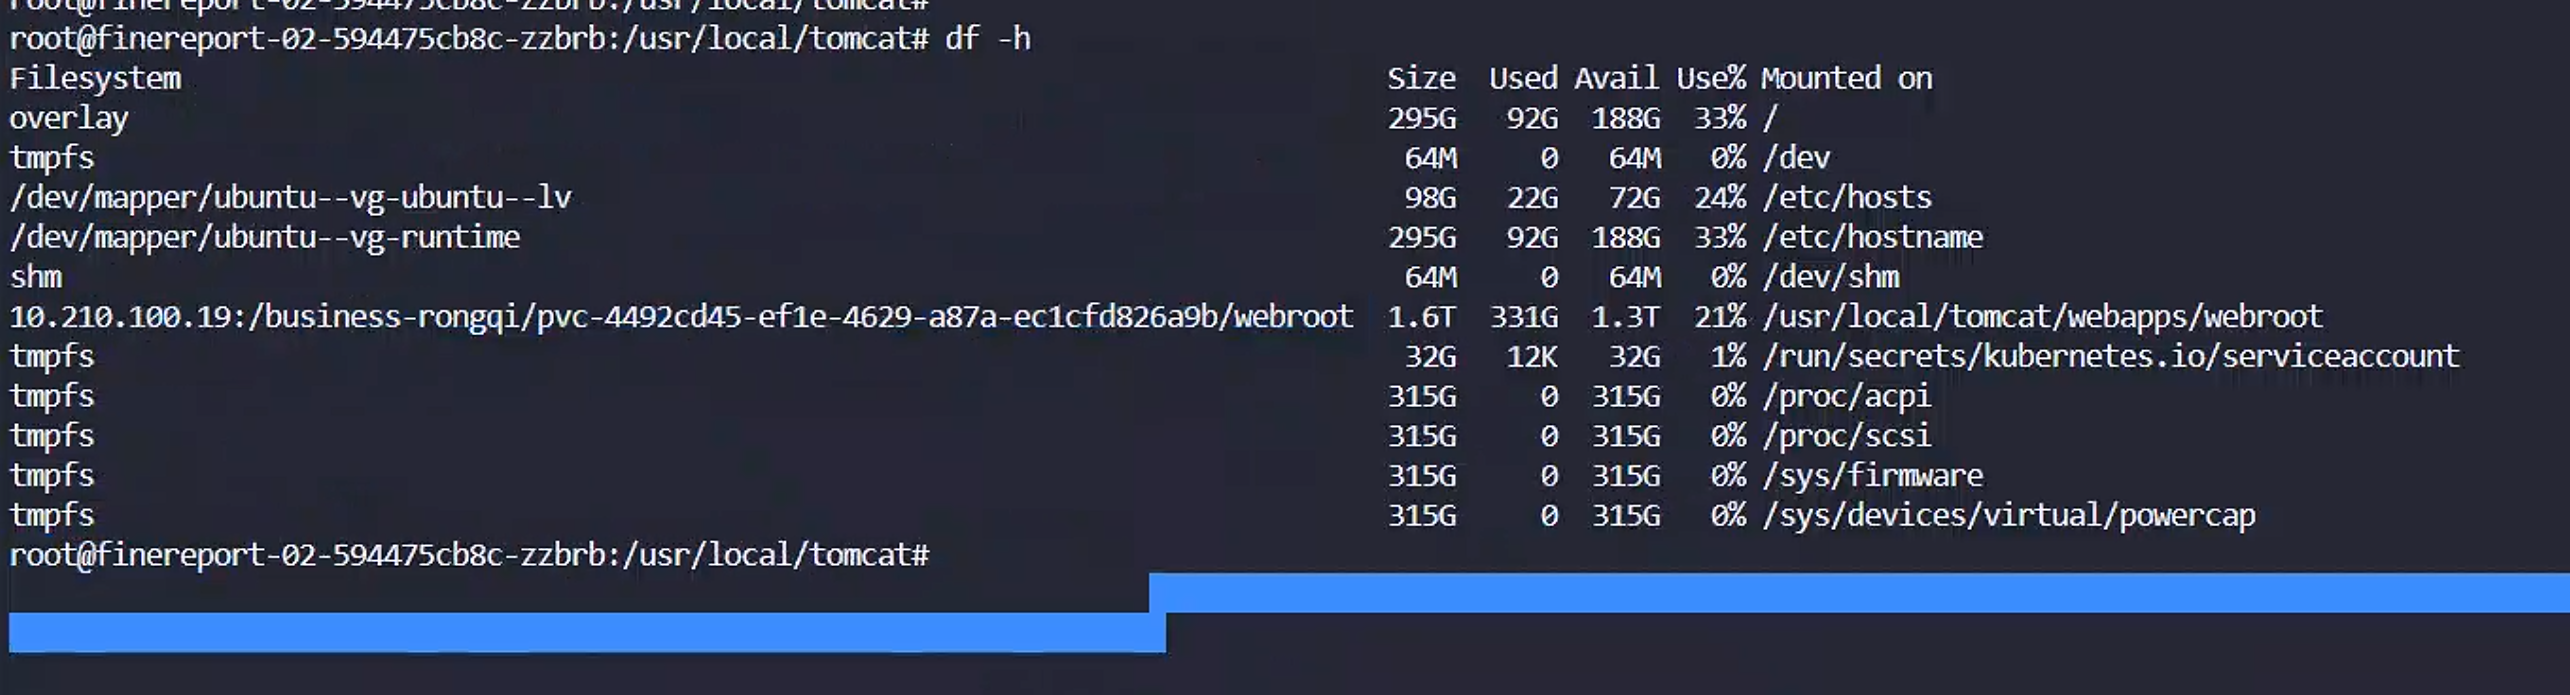 root@finereport-02-594475cb8c-zzbrb:/usr/local/tomcat#
root@finereport-02-594475cb8c-zzbrb:/usr/local/tomcat# df -h
Filesystem Size Used Avail Use% Mounted on
overlay 295G 92G 188G 33% /
tmpfs 64M 0 64M 0% /dev
/dev/mapper/ubuntu--vg-ubuntu--lv 98G 22G 72G 24% /etc/hosts
/dev/mapper/ubuntu--vg-runtime 295G 92G 188G 33% /etc/hostname
shm 64M 0 64M 0% /dev/shm
10.210.100.19:/business-rongqi/pvc-4492cd45-ef1e-4629-a87a-ec1cfd826a9b/webroot 1.6T 331G 1.3T 21% /usr/local/tomcat/webapps/webroot
tmpfs 32G 12K 32G 1% /run/secrets/kubernetes.io/serviceaccount
tmpfs 315G 0 315G 0% /proc/acpi
tmpfs 315G 0 315G 0% /proc/scsi
tmpfs 315G 0 315G 0% /sys/firmware
tmpfs 315G 0 315G 0% /sys/devices/virtual/powercap
root@finereport-02-594475cb8c-zzbrb:/usr/local/tomcat#